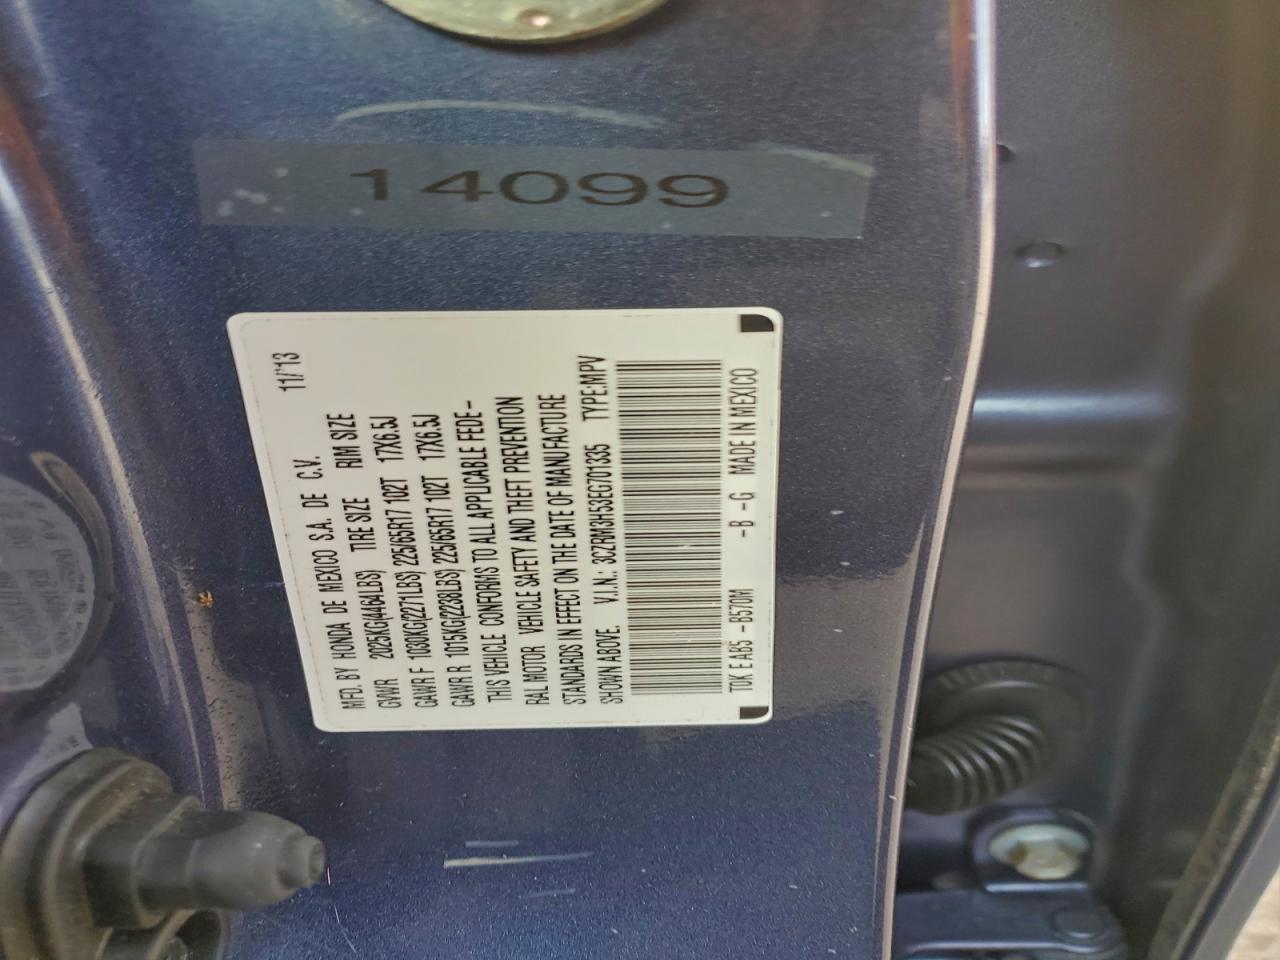 14099
MFD. BY HONDA DE MEXICO S.A. DE C.V. 11/'13
GVWR 2025KG(4464LBS) TIRE SIZE RIM SIZE
GAWR F 1030KG(2271LBS) 225/65R17 102T 17X6.5J
GAWR R 1015KG(2238LBS) 225/65R17 102T 17X6.5J
THIS VEHICLE CONFORMS TO ALL APPLICABLE FEDE-
RAL MOTOR VEHICLE SAFETY AND THEFT PREVENTION
STANDARDS IN EFFECT ON THE DATE OF MANUFACTURE
SHOWN ABOVE. V.I.N.: 3CZRM3H53EG701335 TYPE:MPV
T0K E AB5 -B570M -B -G MADE IN MEXICO